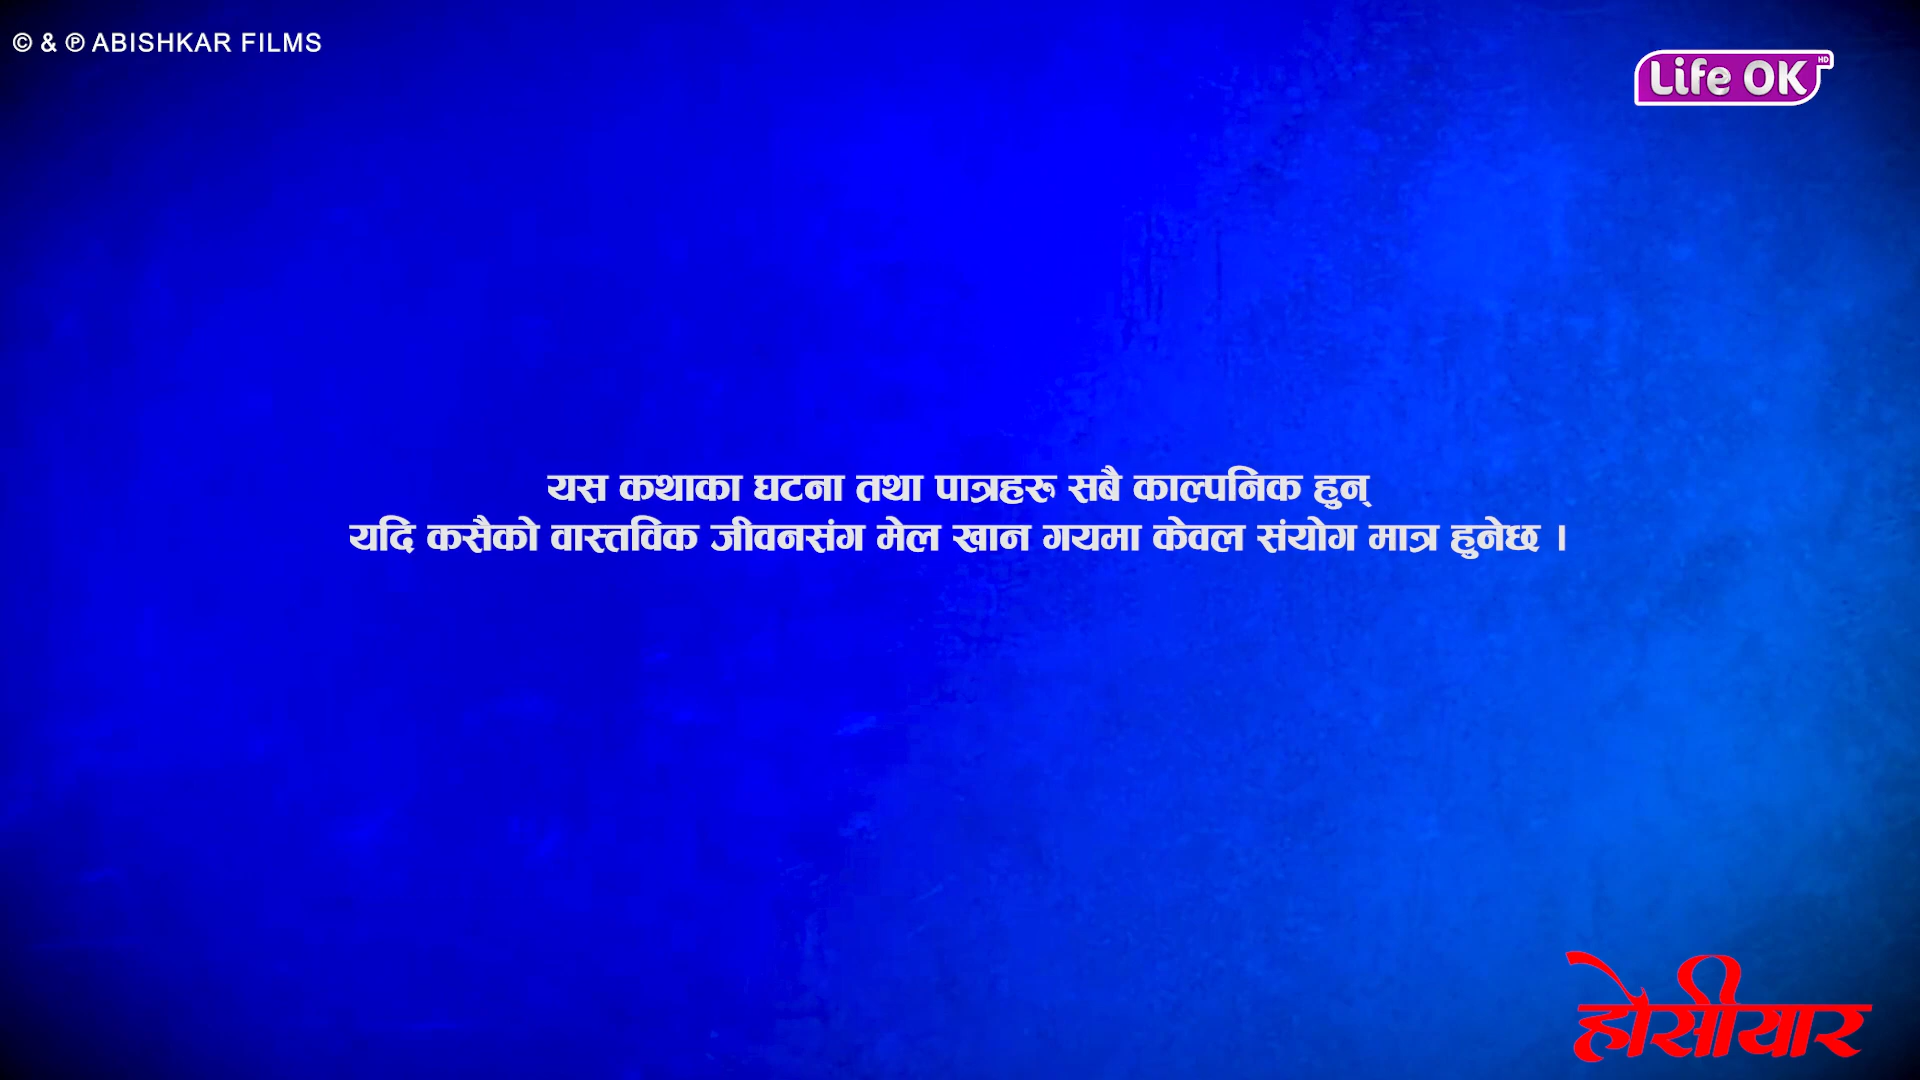 © & ℗ ABISHKAR FILMS
Life OK HD
यस कथाका घटना तथा पात्रहरु सबै काल्पनिक हुन्
यदि कसैको वास्तविक जीवनसंग मेल खान गयमा केवल संयोग मात्र हुनेछ ।
होसीयार